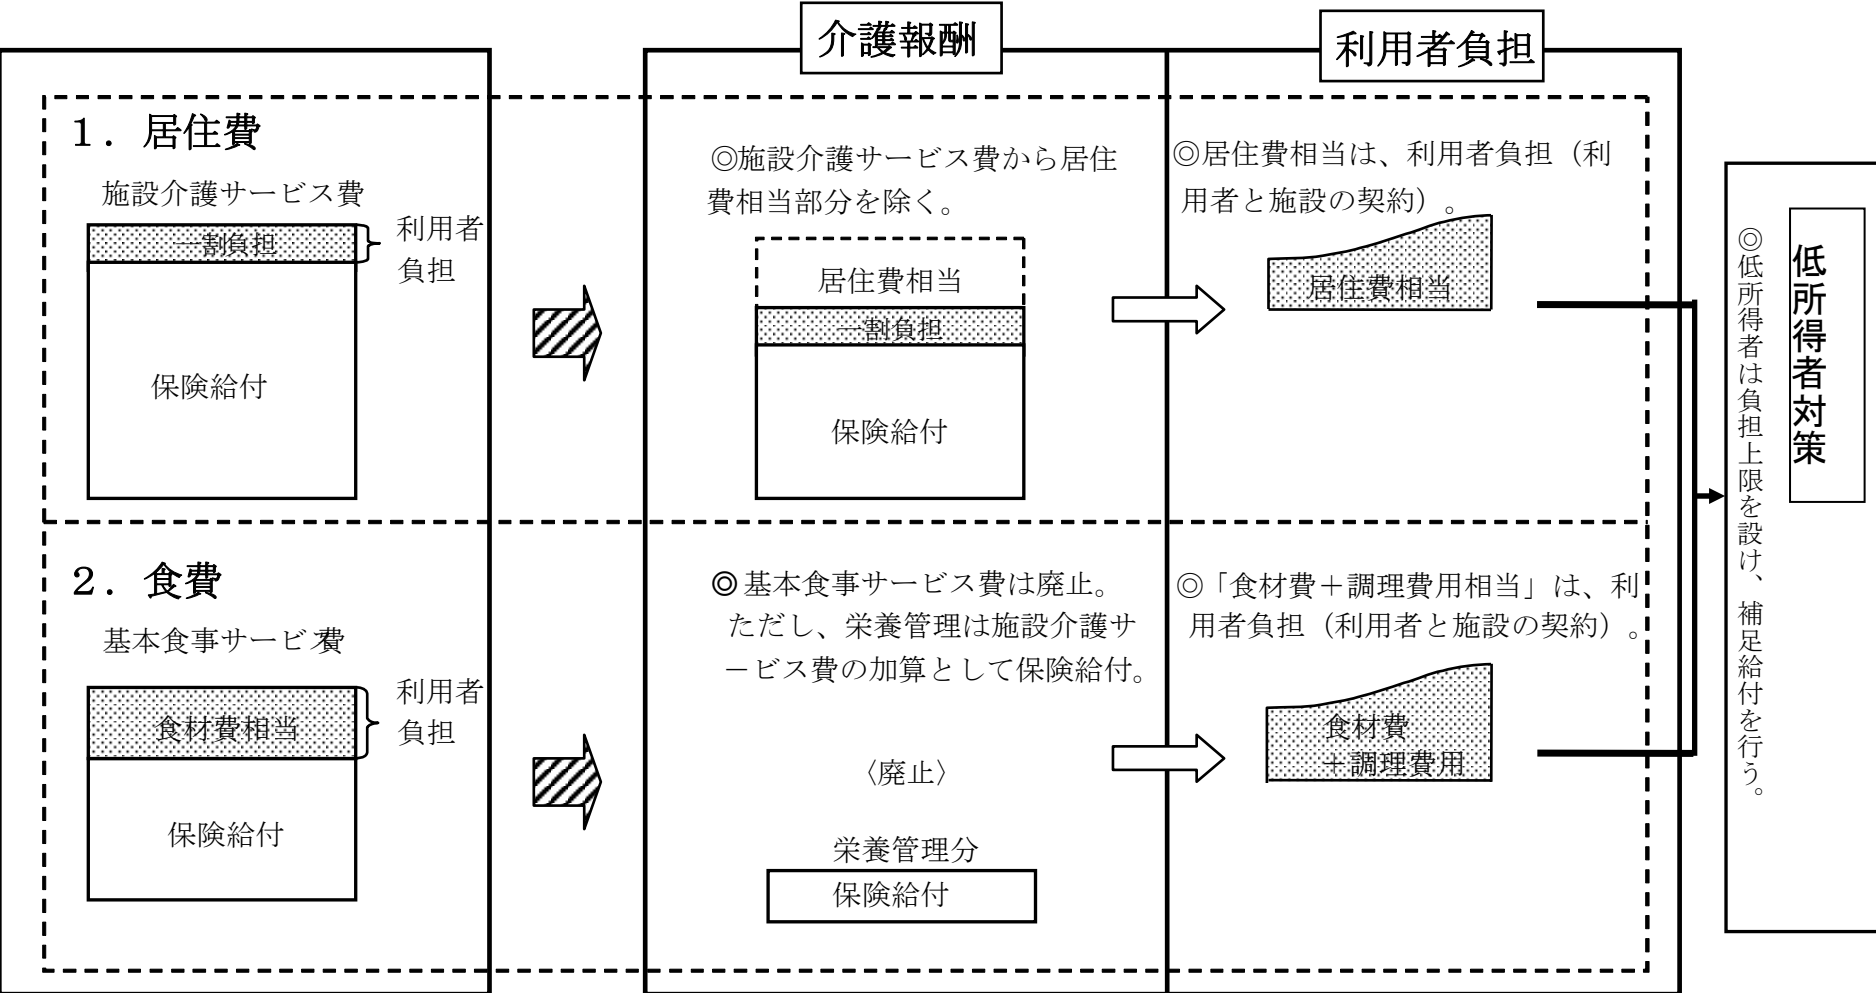 介護報酬
利用者負担
１．居住費
施設介護サービス費
一割負担
利用者
負担
保険給付
◎施設介護サービス費から居住
費相当部分を除く。
居住費相当
一割負担
保険給付
◎居住費相当は、利用者負担（利
用者と施設の契約）。
居住費相当
２．食費
基本食事サービス費
食材費相当
利用者
負担
保険給付
◎基本食事サービス費は廃止。
ただし、栄養管理は施設介護サ
－ビス費の加算として保険給付。
〈廃止〉
栄養管理分
保険給付
◎「食材費＋調理費用相当」は、利
用者負担（利用者と施設の契約）。
食材費
＋調理費用
低所得者対策
◎低所得者は負担上限を設け、補足給付を行う。